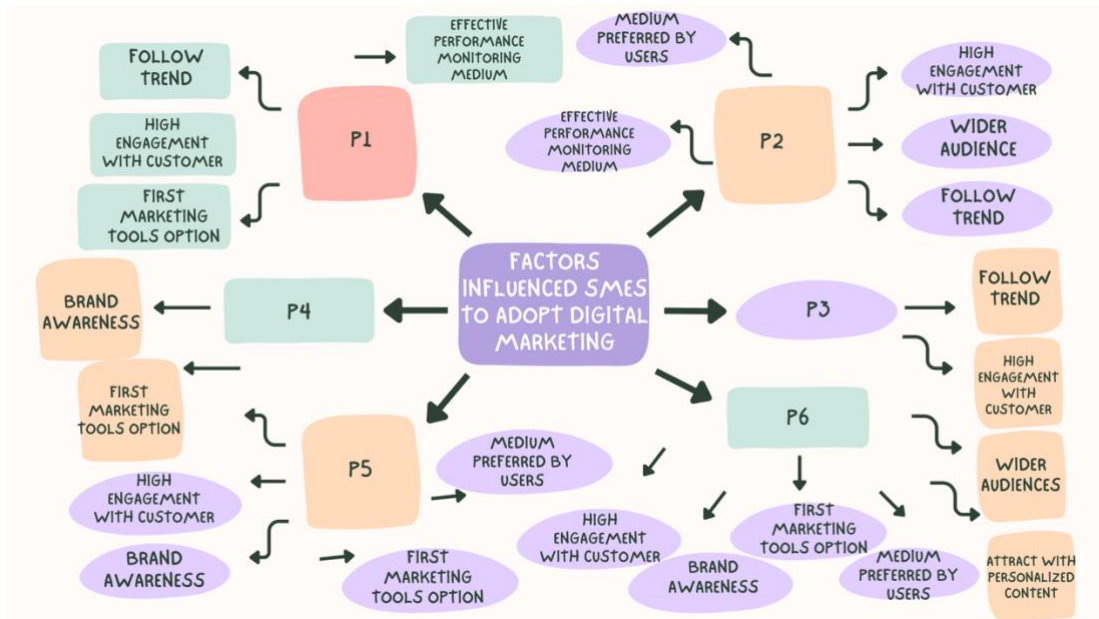 EFFECTIVE
PERFORMANCE
MONITORING
MEDIUM
MEDIUM
PREFERRED BY
USERS
FOLLOW
TREND
HIGH
ENGAGEMENT
WITH CUSTOMER
P1
P2
HIGH
ENGAGEMENT
WITH CUSTOMER
EFFECTIVE
PERFORMANCE
MONITORING
MEDIUM
WIDER
AUDIENCE
FIRST
MARKETING
TOOLS OPTION
FOLLOW
TREND
FACTORS
INFLUENCED SMES
TO ADOPT DIGITAL
MARKETING
BRAND
AWARENESS
P4
P3
FOLLOW
TREND
FIRST
MARKETING
TOOLS OPTION
HIGH
ENGAGEMENT
WITH
CUSTOMER
P5
P6
MEDIUM
PREFERRED BY
USERS
WIDER
AUDIENCES
HIGH
ENGAGEMENT
WITH CUSTOMER
BRAND
AWARENESS
FIRST
MARKETING
TOOLS OPTION
HIGH
ENGAGEMENT
WITH CUSTOMER
BRAND
AWARENESS
FIRST
MARKETING
TOOLS OPTION
MEDIUM
PREFERRED BY
USERS
ATTRACT WITH
PERSONALIZED
CONTENT